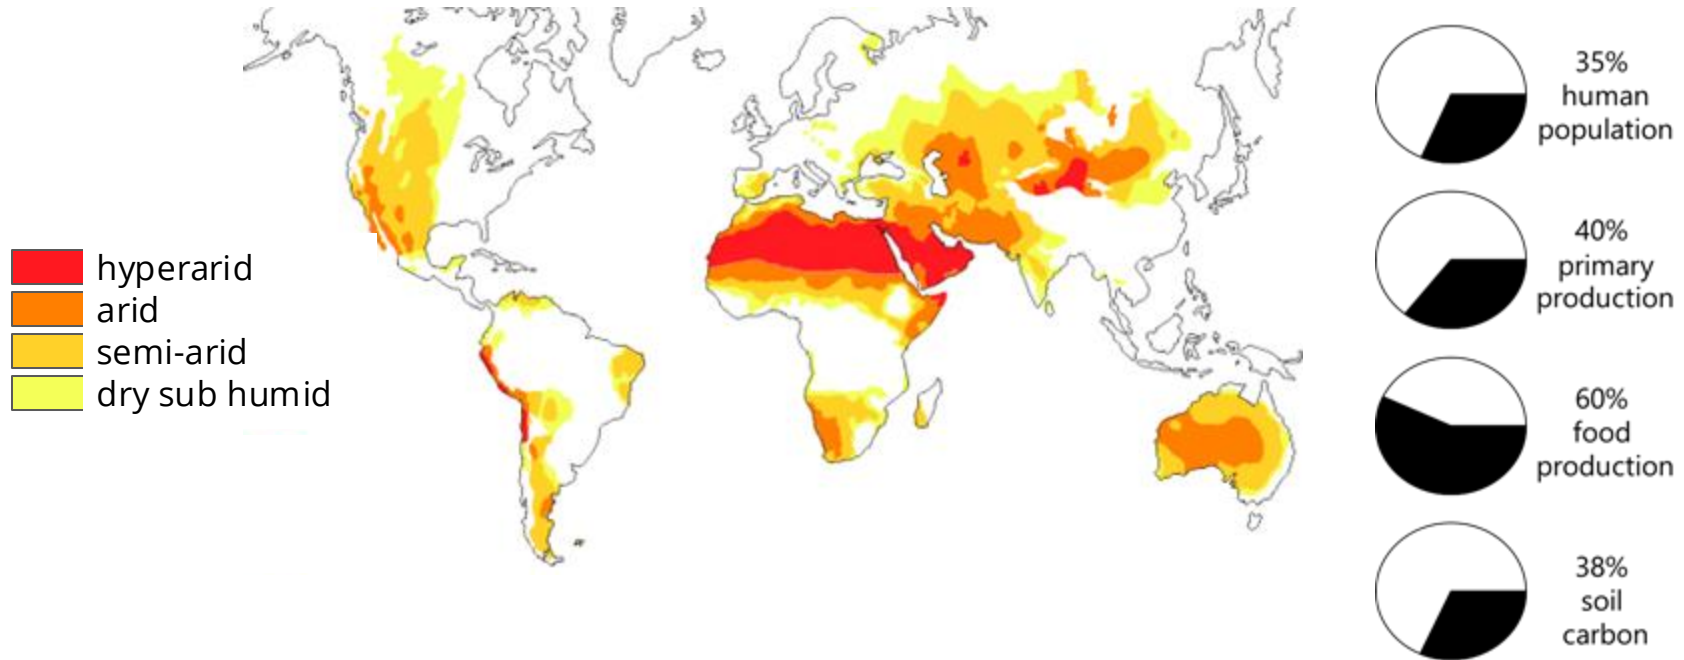 hyperarid
arid
semi-arid
dry sub humid
35%
human
population
40%
primary
production
60%
food
production
38%
soil
carbon